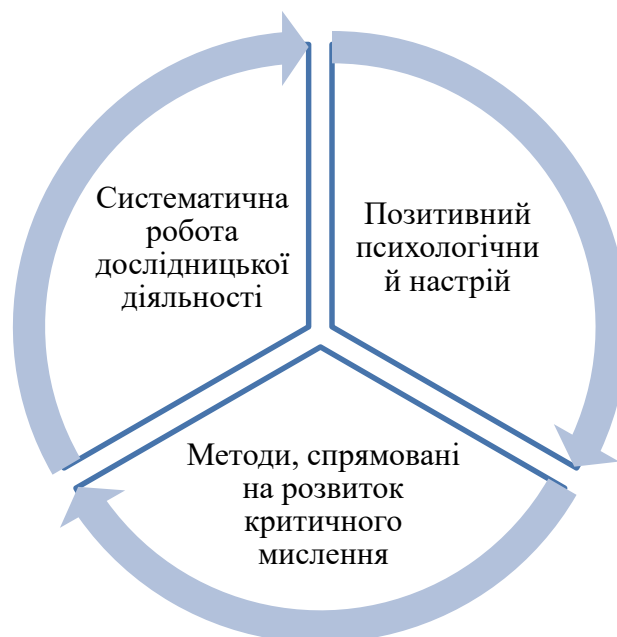 Систематична
робота
дослідницької
діяльності
Позитивний
психологічни
й настрій
Методи, спрямовані
на розвиток
критичного
мислення